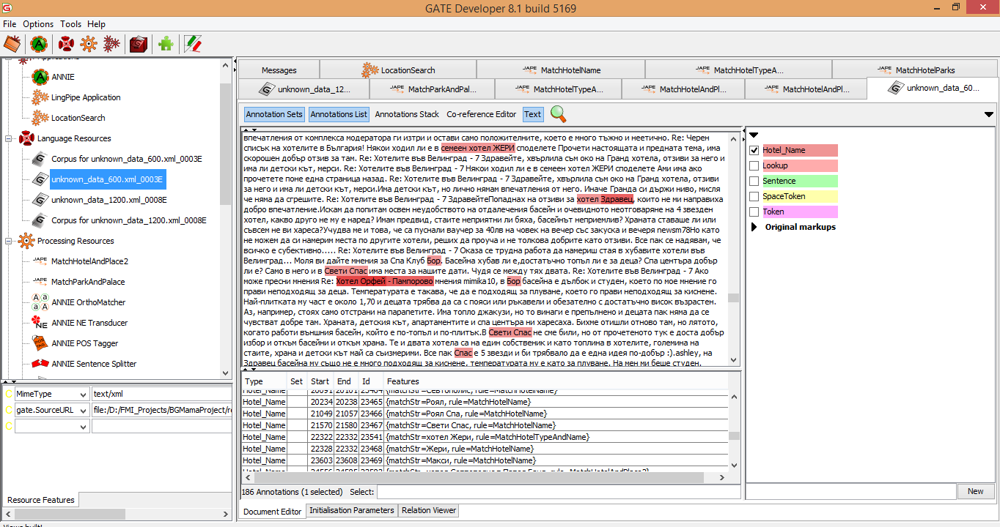 GATE Developer 8.1 build 5169
File Options Tools Help
Applications
ANNIE
LingPipe Application
LocationSearch
Language Resources
Corpus for unknown_data_600.xml_0003E
unknown_data_600.xml_0003E
unknown_data_1200.xml_0008E
Corpus for unknown_data_1200.xml_0008E
Processing Resources
MatchHotelAndPlace2
MatchParkAndPalace
ANNIE OrthoMatcher
ANNIE NE Transducer
ANNIE POS Tagger
ANNIE Sentence Splitter
C MimeType text/xml
C gate.SourceURL file:/D:/FMI_Projects/BGMamaProject/re
C
Resource Features
Messages LocationSearch MatchHotelName MatchHotelTypeA... MatchHotelParks
unknown_data_12... MatchParkAndPal... MatchHotelTypeA... MatchHotelAndPl... MatchHotelAndPl... unknown_data_60...
Annotation Sets Annotations List Annotations Stack Co-reference Editor Text
впечатления от комплекса модератора ги изтри и остави само положителните, което е много тъжно и неетично. Re: Черен
списък на хотелите в България! Някои ходил ли е в семеен хотел ЖЕРИ споделете Прочети настоящата и предната тема, има
скорошен добър отзив за там. Re: Хотелите във Велинград - 7 Здравейте, хвърлила съм око на Гранд хотела, отзиви за него и
има ли детски кът, мерси. Re: Хотелите във Велинград - 7 Някои ходил ли е в семеен хотел ЖЕРИ споделете Ами има ако
прочетете поне една страница назад. Re: Хотелите във Велинград - 7 Здравейте, хвърлила съм око на Гранд хотела, отзиви
за него и има ли детски кът, мерси.Има детски кът, но лично нямам впечатления от него. Иначе Гранда си държи ниво, мисля
че няма да сгрешите. Re: Хотелите във Велинград - 7 ЗдравейтеПопаднах на отзиви за хотел Здравец, които не ми направиха
добро впечатление.Искам да попитам освен неудобството на отдалечения басейн и очевидното неотговаряне на 4 звезден
хотел, какво друго не му е наред? Имам предвид, стаите неприятни ли бяха, басейнът неприемлив? Храната ставаше ли или
съвсем не ви хареса?Учудва ме и това, че са пуснали ваучер за 40лв на човек на вечер със закуска и вечеря newsm78Но като
не можем да си намерим места по другите хотели, реших да проуча и не толкова добрите като отзиви. Все пак се надявам, че
всичко е субективно..... Re: Хотелите във Велинград - 7 Оказа се трудна работа да намериш стая в хубавите хотели във
Велинград... Моля ви дайте мнения за Спа Клуб Бор. Басейна хубав ли е,достатъчно топъл ли е за деца? Спа центъра добър
ли е? Само в него и в Свети Спас има места за нашите дати. Чудя се между тях двата. Re: Хотелите във Велинград - 7 Ако
може пресни мнения Re: Хотел Орфей - Пампорово мнения mimika10, в Бор басейна е дълбок и студен, което по мое мнение го
прави неподходящ за деца. Температурата е такава, че да е подходящ за плуване, което го прави неподходящ за киснене.
Най-плитката му част е около 1,70 и децата трябва да са с пояси или ръкавели и обезателно с достатъчно висок възрастен.
Аз, например, стоях само отстрани на парапетите. Има топло джакузи, но то винаги е препълнено и децата пак няма да се
чувстват добре там. Храната, детския кът, апартаментите и спа центъра ни харесаха. Бихме отишли отново там, но лятото,
когато работи външния басейн, който е по-топъл и по-плитък.В Свети Спас не сме били, но от прочетеното тук е доста добър
избор и откъм басейни и откъм храна. Те и двата хотела са на един собственик и като топлина в хотелите, големина на
стаите, храна и детски кът май са съизмерими. Все пак Спас е 5 звезди и би трябвало да е една идея по-добър :).ashley, на
Здравец басейна му също не е много подходящ за киснене, температурата му е като за плуване. На мен ми беше студен.
Hotel_Name
Lookup
Sentence
SpaceToken
Token
Original markups
Type Set Start End Id Features
Hotel_Name 20091 20101 23464 {matchStr=Севтополис, rule=MatchHotelName}
Hotel_Name 20234 20238 23465 {matchStr=Роял, rule=MatchHotelName}
Hotel_Name 21049 21057 23466 {matchStr=Роял Спа, rule=MatchHotelName}
Hotel_Name 21570 21580 23467 {matchStr=Свети Спас, rule=MatchHotelName}
Hotel_Name 22322 22332 23541 {matchStr=хотел Жери, rule=MatchHotelTypeAndName}
Hotel_Name 22328 22332 23468 {matchStr=Жери, rule=MatchHotelName}
Hotel_Name 23603 23608 23469 {matchStr=Макси, rule=MatchHotelName}
186 Annotations (1 selected) Select:
New
Document Editor Initialisation Parameters Relation Viewer
Views built!